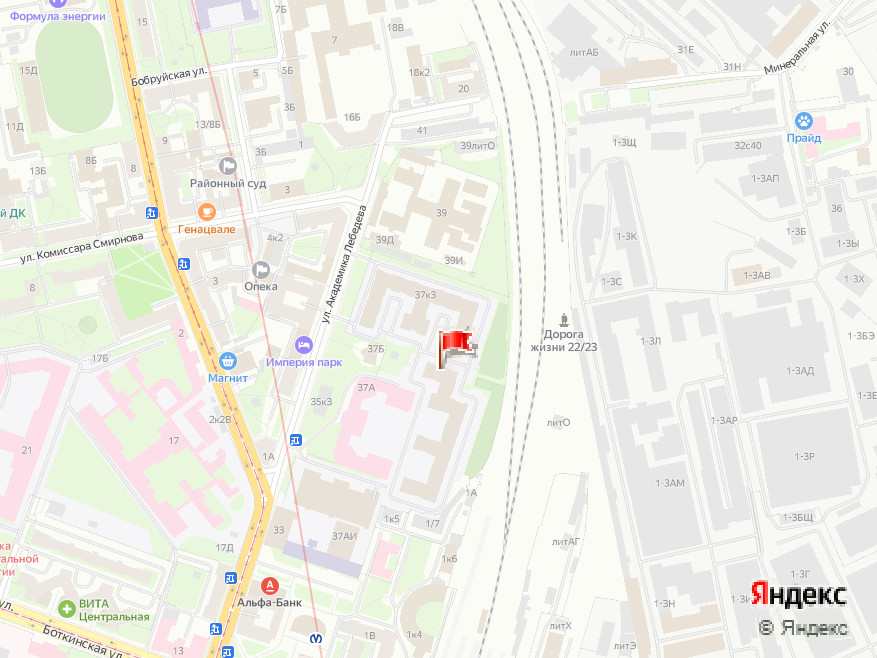 Формула энергии
15
5Б
7
18В
литАБ
31Е
Минеральная ул.
15Д
Бобруйская ул.
5
18к2
31Н
30
20
3Б
11Д
13/8Б
16Б
41
9
39литО
1-3Щ
32с40
Прайд
8Б
3Б
13Б
Районный суд
3
1-3АП
й ДК
Генацвале
39
ул. Комиссара Смирнова
4к2
39Д
1-3К
1-3Б
1-3Ы
39И
Опека
ул. Академика Лебедева
1-3С
1-3АВ
1-3Х
8
37к3
2
Дорога
жизни 22/23
1-3Л
1-3БЭ
17Б
Империя парк
37Б
Магнит
37А
1-3АД
1-3Е
35к3
2к2В
литО
1-3АР
21
17
1А
1-3Р
1-3АМ
1А
33
1к5
1/7
1-3БЩ
37АИ
17Д
литАГ
ка
тальной
гии
1к6
1-3Г
Яндекс
Альфа-Банк
ВИТА
Центральная
1-3Н
ул.
© Яндекс
Боткинская ул.
1В
1к4
литХ
литЭ
13